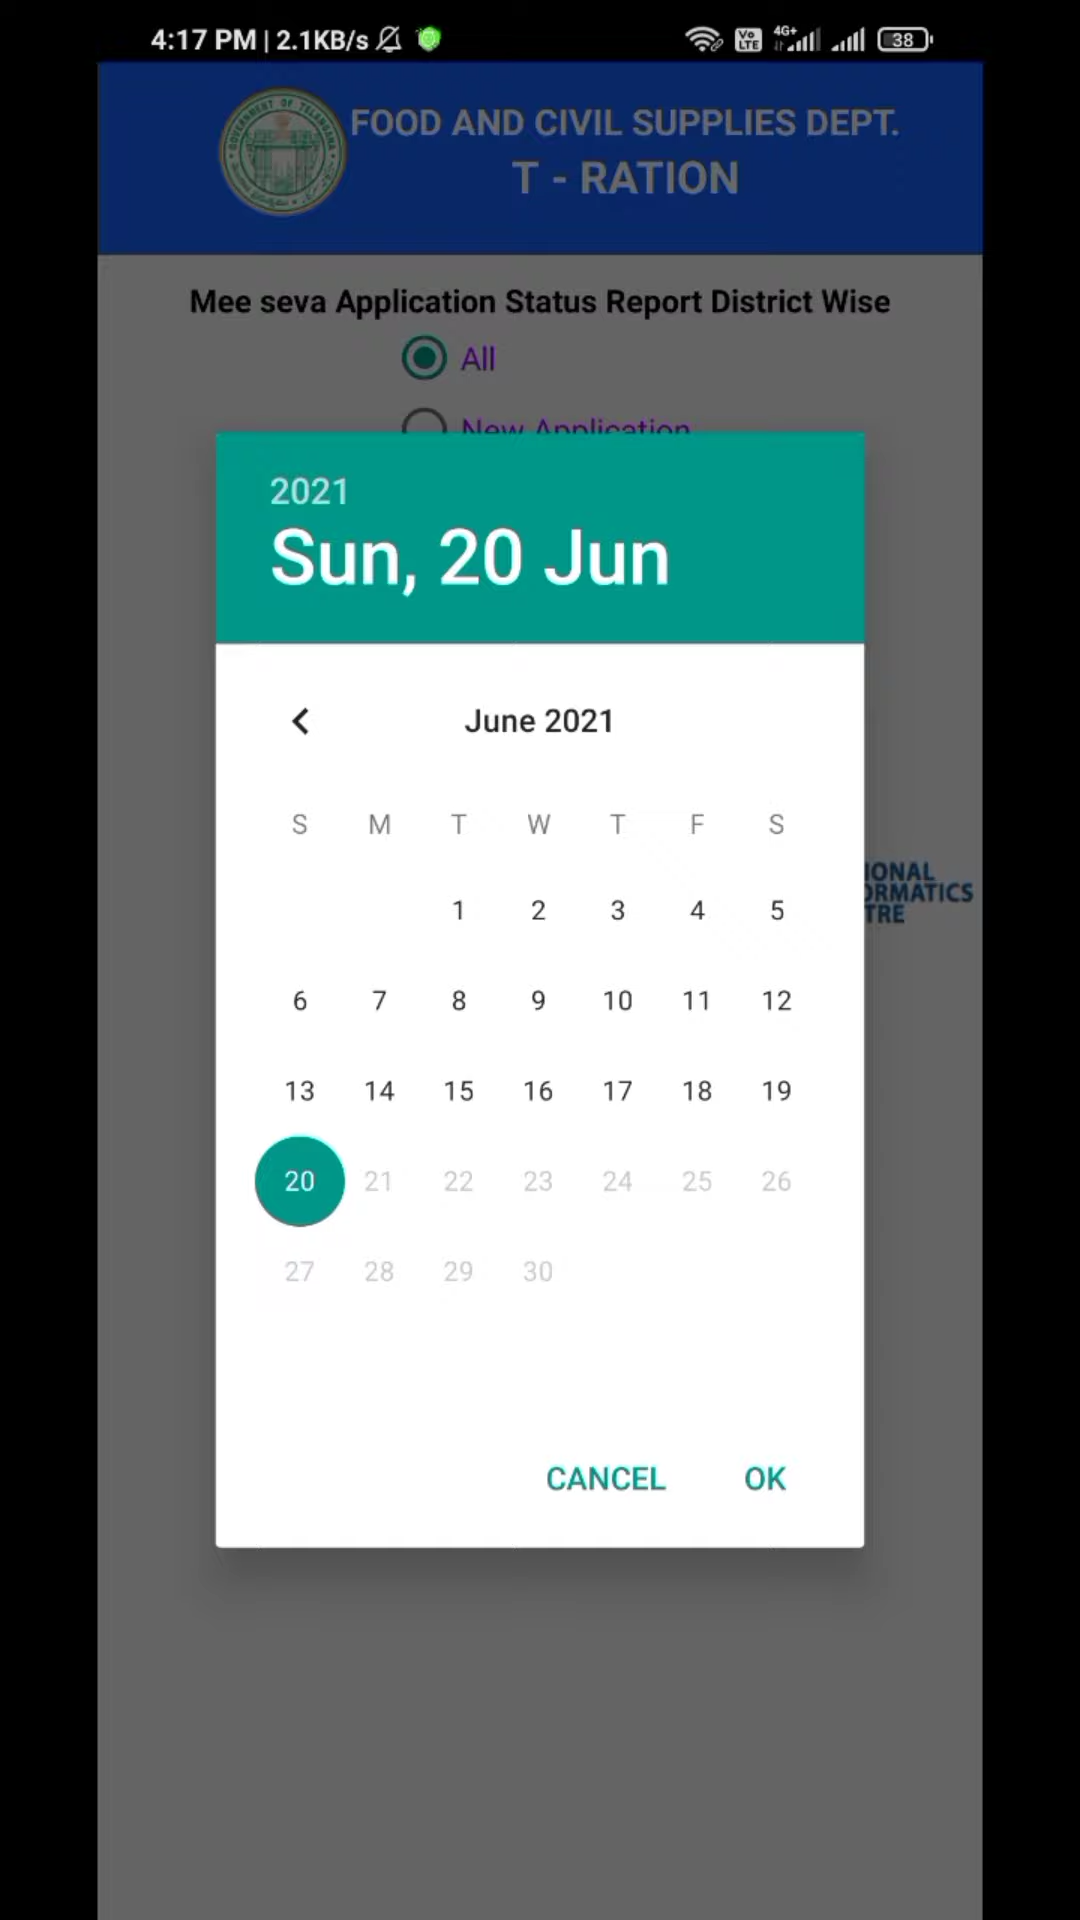 4:17 PM | 2.1KB/s
Vo LTE 4G+ 38
FOOD AND CIVIL SUPPLIES DEPT.
T - RATION
Mee seva Application Status Report District Wise
All
New Application
2021
Sun, 20 Jun
June 2021
S M T W T F S
1 2 3 4 5
6 7 8 9 10 11 12
13 14 15 16 17 18 19
20 21 22 23 24 25 26
27 28 29 30
CANCEL OK
IONAL
ORMATICS
TRE